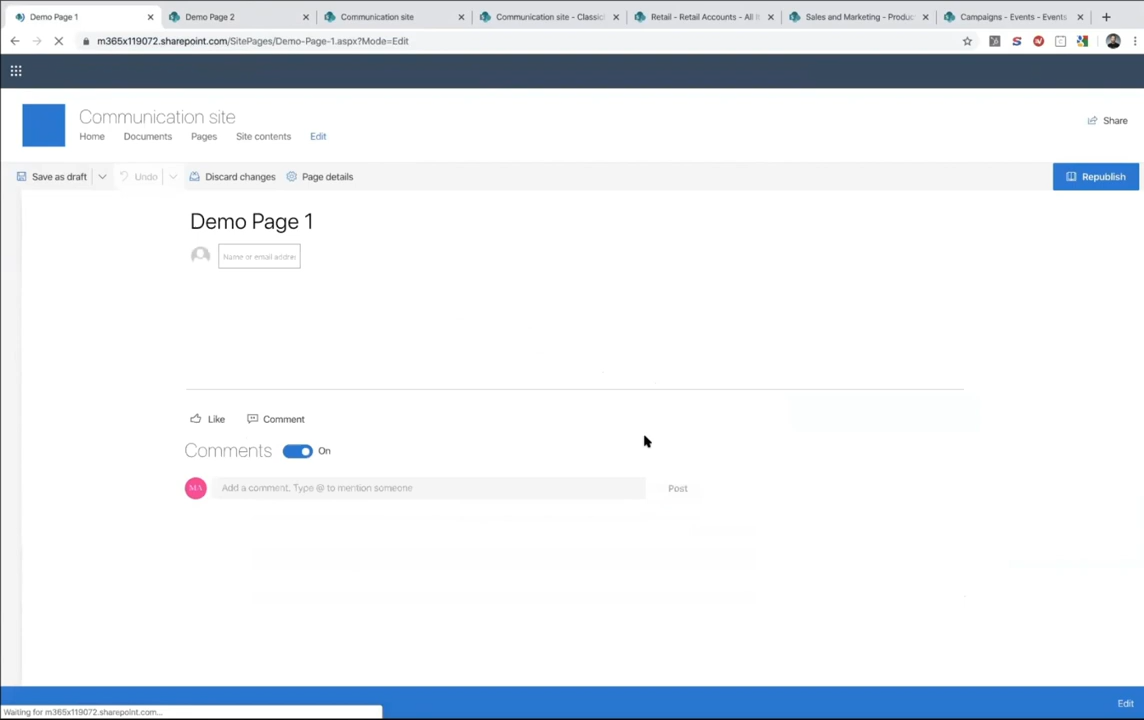 Demo Page 1
Demo Page 2
Communication site
Communication site - Classic
Retail - Retail Accounts - All I
Sales and Marketing - Produc
Campaigns - Events - Events
m365x119072.sharepoint.com/SitePages/Demo-Page-1.aspx?Mode=Edit
Communication site
Home Documents Pages Site contents Edit
Share
Save as draft Undo Discard changes Page details Republish
Demo Page 1
Name or email addre
Like Comment
Comments On
MA Add a comment. Type @ to mention someone Post
Edit
Waiting for m365x119072.sharepoint.com...